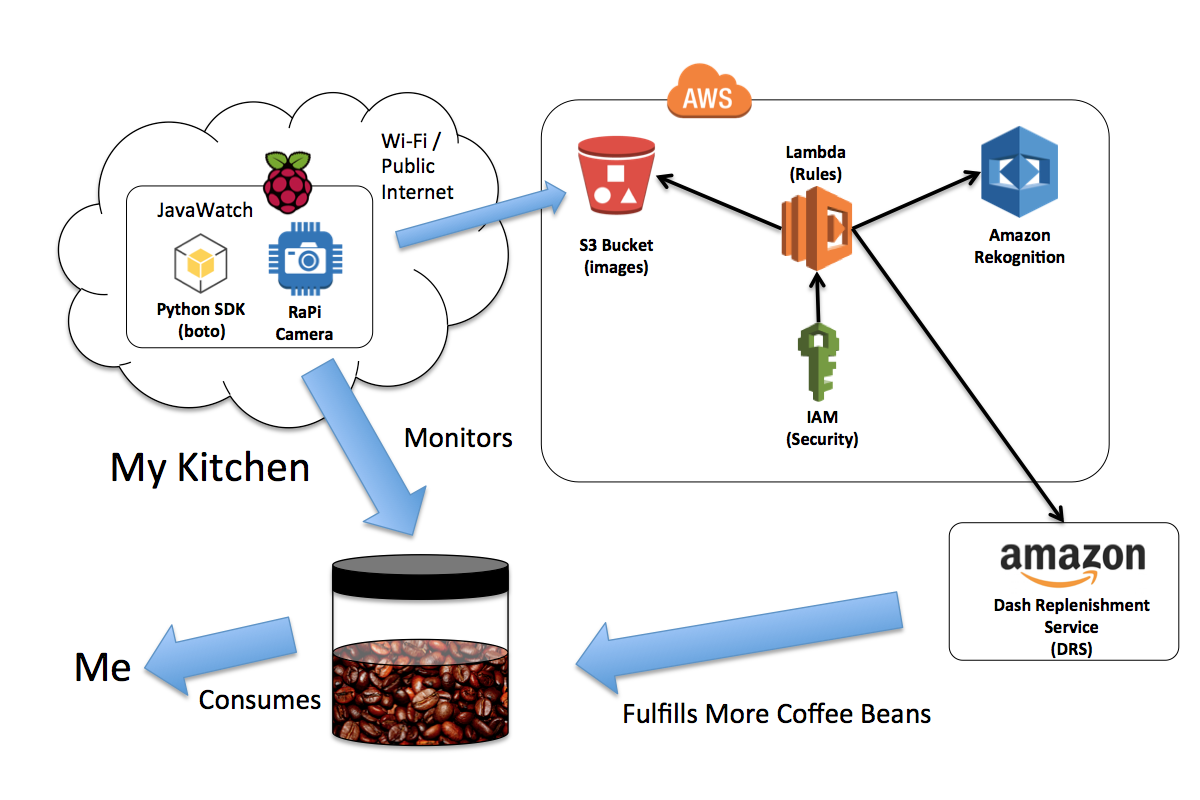 AWS
Wi-Fi /
Public
Internet
JavaWatch
Python SDK
(boto)
RaPi
Camera
Lambda
(Rules)
S3 Bucket
(images)
Amazon
Rekognition
IAM
(Security)
Monitors
My Kitchen
amazon
Dash Replenishment
Service
(DRS)
Me
Consumes
Fulfills More Coffee Beans